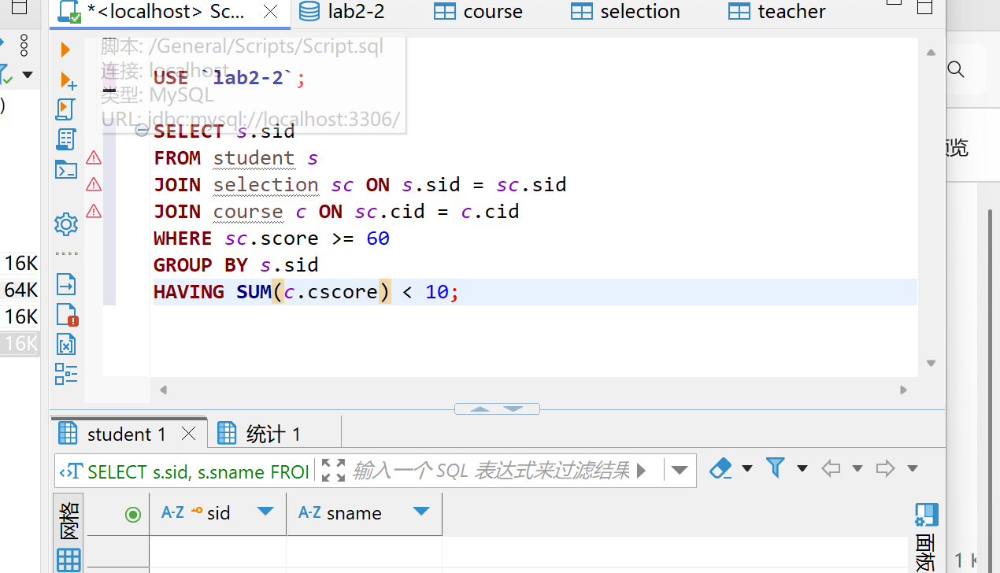 *<localhost> Sc...
lab2-2
course
selection
teacher
脚本: /General/Scripts/Script.sql
连接: localhost
USE `lab2-2`;
类型: MySQL
URL: jdbc:mysql://localhost:3306/
SELECT s.sid
FROM student s
JOIN selection sc ON s.sid = sc.sid
JOIN course c ON sc.cid = c.cid
WHERE sc.score >= 60
GROUP BY s.sid
HAVING SUM(c.cscore) < 10;
)
16K
64K
16K
16K
览
student 1
统计 1
SELECT s.sid, s.sname FROI
输入一个 SQL 表达式来过滤结果
网格
A-Z sid
A-Z sname
面板
1